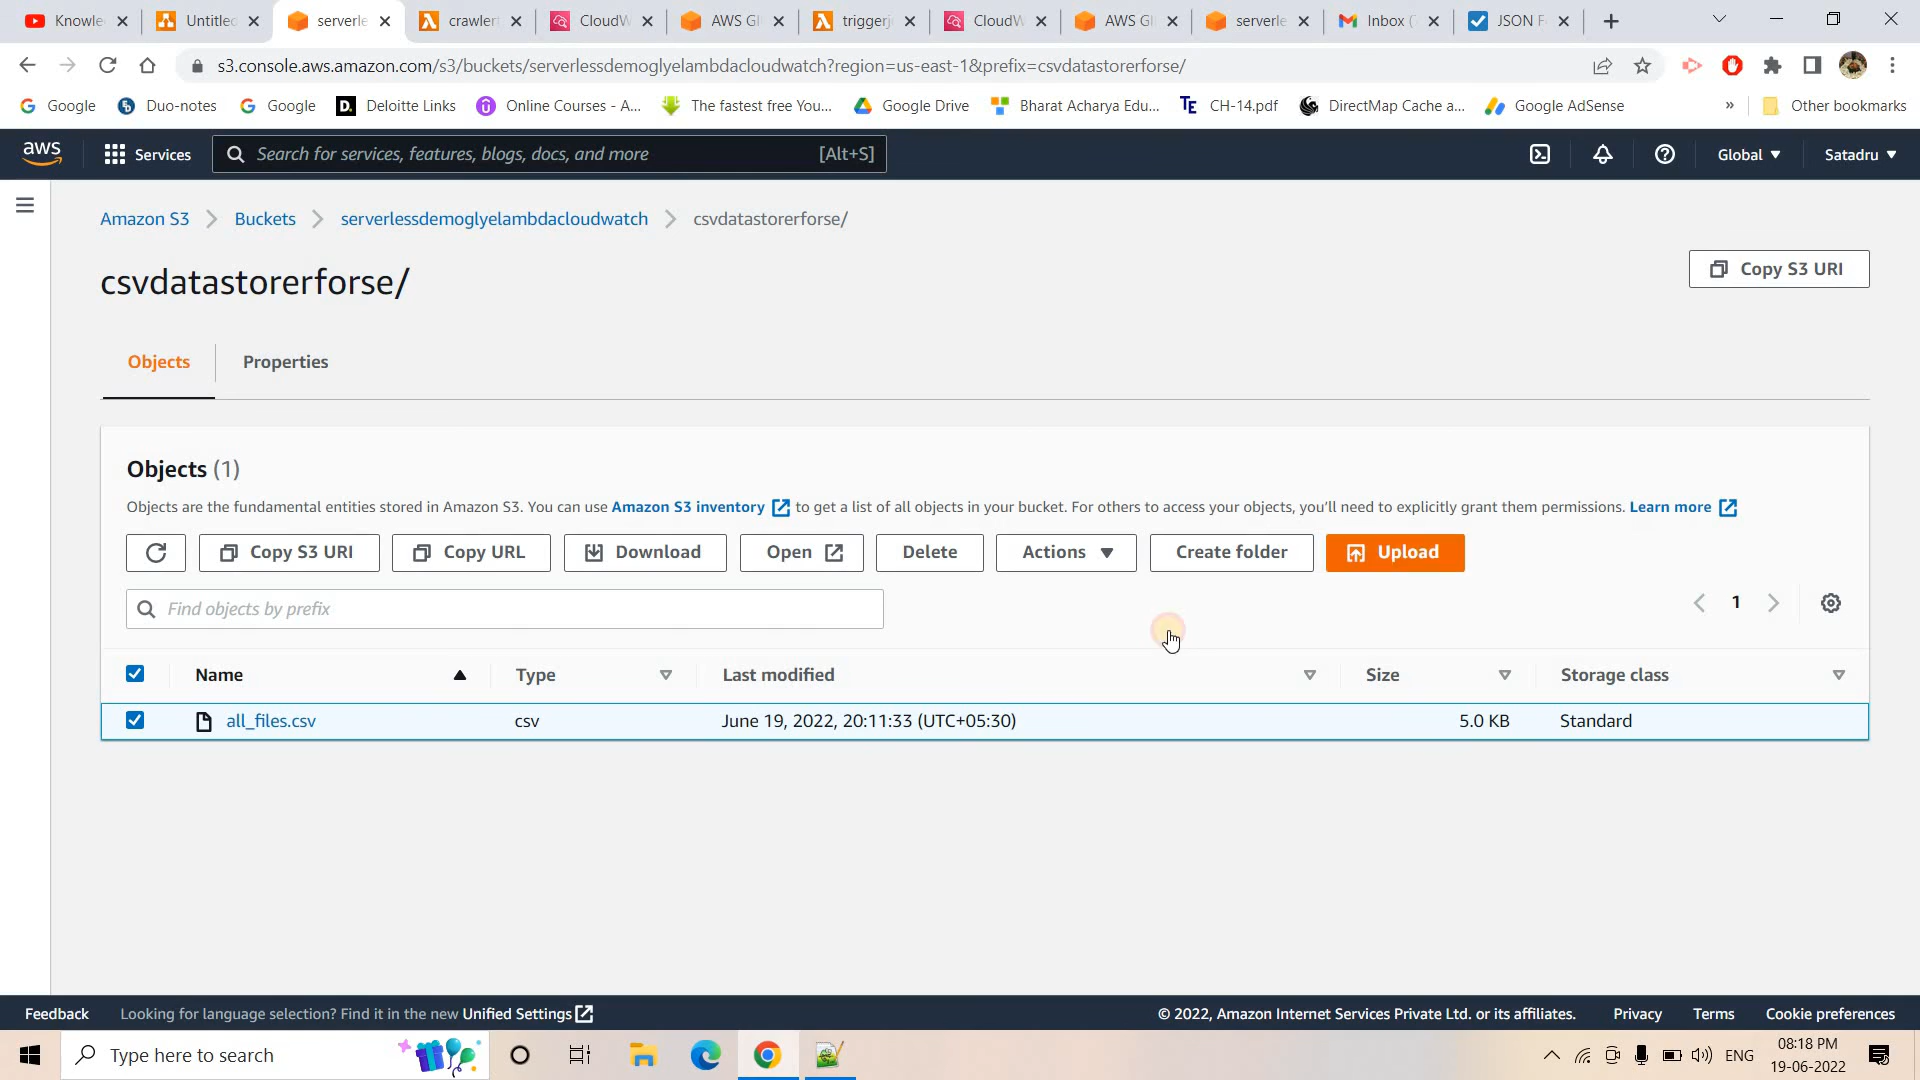 Knowle
Untitled
serverle
crawler
CloudW
AWS Gl
triggerj
CloudW
AWS Gl
serverle
Inbox (
JSON F
s3.console.aws.amazon.com/s3/buckets/serverlessdemoglyelambdacloudwatch?region=us-east-1&prefix=csvdatastorerforse/
Google
Duo-notes
Google
Deloitte Links
Online Courses - A...
The fastest free You...
Google Drive
Bharat Acharya Edu...
TE CH-14.pdf
DirectMap Cache a...
Google AdSense
»
Other bookmarks
aws
Services
Search for services, features, blogs, docs, and more
[Alt+S]
Global
Satadru
Amazon S3
Buckets
serverlessdemoglyelambdacloudwatch
csvdatastorerforse/
csvdatastorerforse/
Copy S3 URI
Objects
Properties
Objects (1)
Objects are the fundamental entities stored in Amazon S3. You can use Amazon S3 inventory to get a list of all objects in your bucket. For others to access your objects, you'll need to explicitly grant them permissions. Learn more
Copy S3 URI
Copy URL
Download
Open
Delete
Actions
Create folder
Upload
Find objects by prefix
1
Name
Type
Last modified
Size
Storage class
all_files.csv
csv
June 19, 2022, 20:11:33 (UTC+05:30)
5.0 KB
Standard
Feedback
Looking for language selection? Find it in the new Unified Settings
© 2022, Amazon Internet Services Private Ltd. or its affiliates.
Privacy
Terms
Cookie preferences
Type here to search
ENG
08:18 PM
19-06-2022